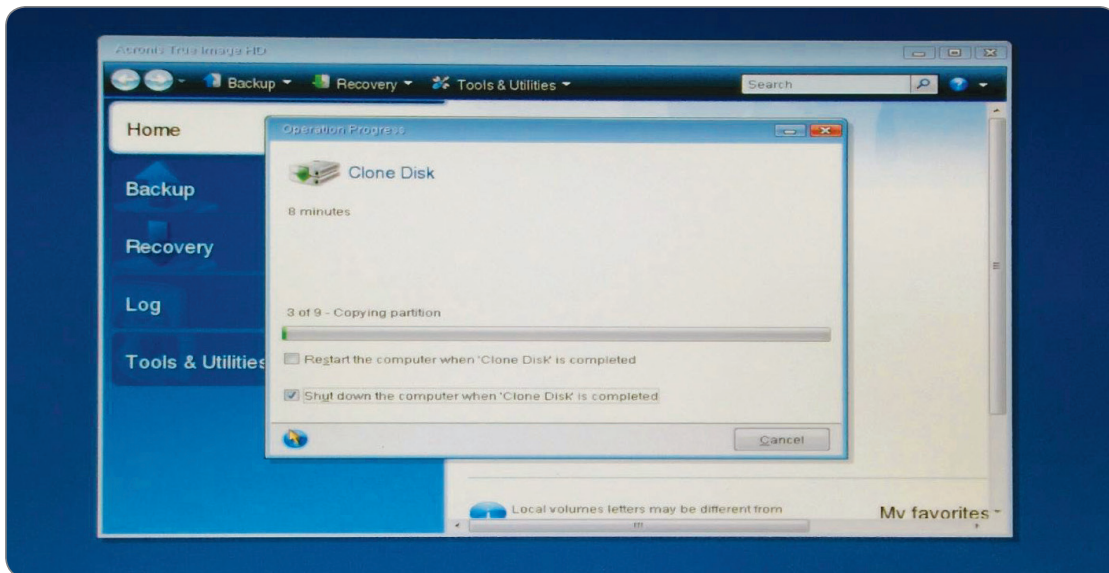 Acronis True Image HD
Backup Recovery Tools & Utilities Search
Home
Backup
Recovery
Log
Tools & Utilities
Operation Progress
Clone Disk
8 minutes
3 of 9 - Copying partition
Restart the computer when 'Clone Disk' is completed
Shut down the computer when 'Clone Disk' is completed
Cancel
Local volumes letters may be different from
My favorites